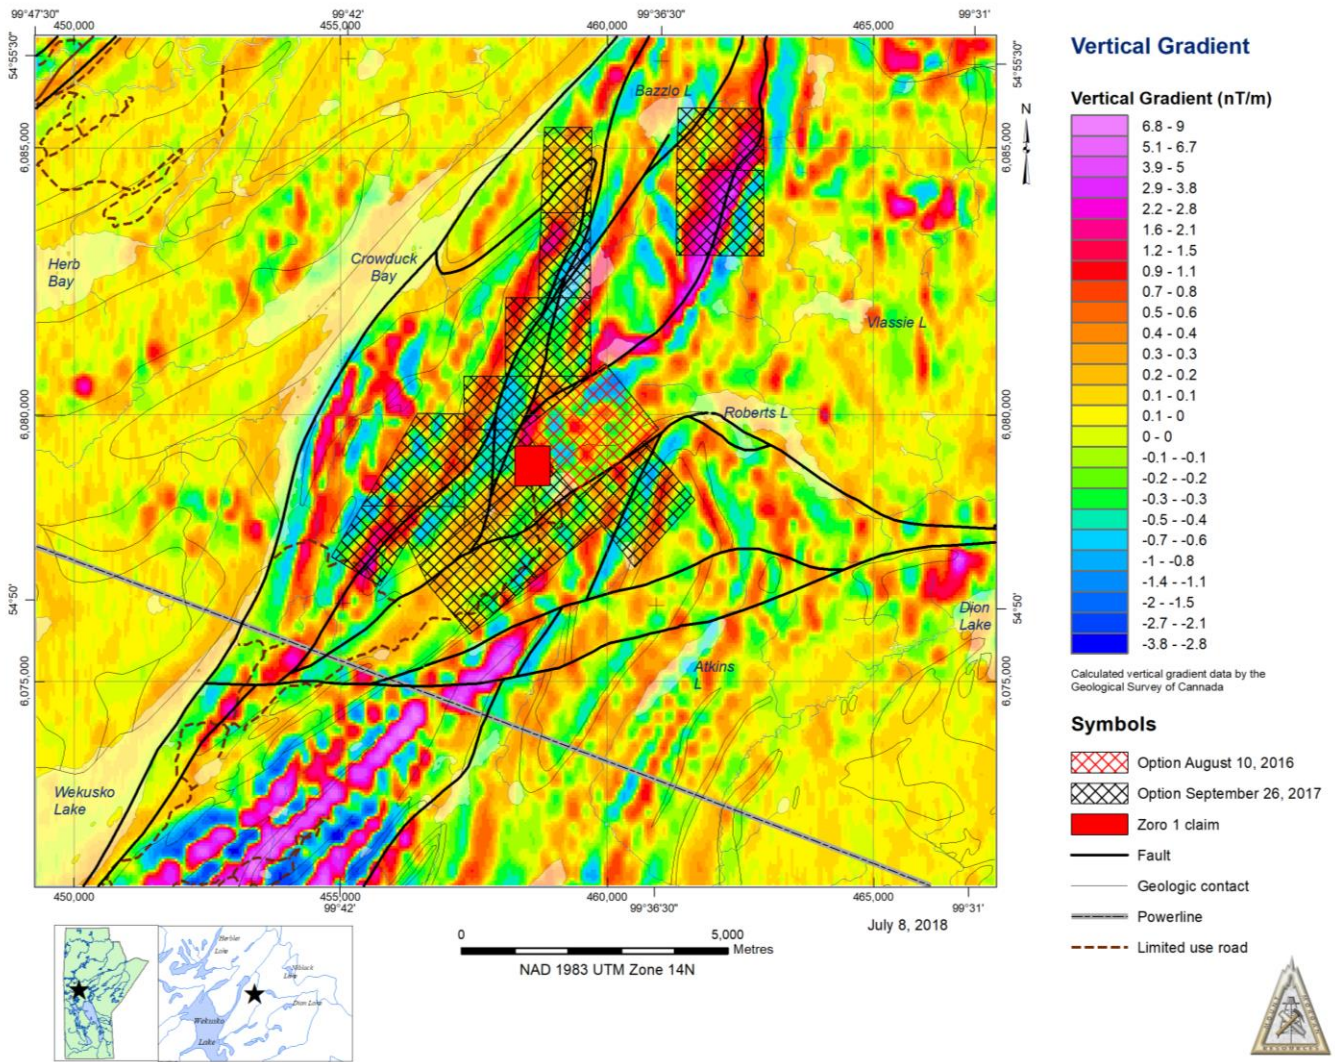 99°47'30"
450,000
99°42'
455,000
460,000
99°36'30"
465,000
99°31'
54°55'30"
54°55'30"
6,085,000
6,085,000
6,080,000
6,080,000
54°50'
54°50'
6,075,000
6,075,000
N
Bazzlo L
Herb
Bay
Crowduck
Bay
Vlassie L
Roberts L
Dion
Lake
Atkins
L
Wekusko
Lake
450,000
455,000
99°42'
460,000
99°36'30"
465,000
99°31'
July 8, 2018
0
5,000
Metres
NAD 1983 UTM Zone 14N
Wekusko
Lake
Dion Lake
Vertical Gradient
Vertical Gradient (nT/m)
6.8 - 9
5.1 - 6.7
3.9 - 5
2.9 - 3.8
2.2 - 2.8
1.6 - 2.1
1.2 - 1.5
0.9 - 1.1
0.7 - 0.8
0.5 - 0.6
0.4 - 0.4
0.3 - 0.3
0.2 - 0.2
0.1 - 0.1
0.1 - 0
0 - 0
-0.1 - -0.1
-0.2 - -0.2
-0.3 - -0.3
-0.5 - -0.4
-0.7 - -0.6
-1 - -0.8
-1.4 - -1.1
-2 - -1.5
-2.7 - -2.1
-3.8 - -2.8
Calculated vertical gradient data by the
Geological Survey of Cannada
Symbols
Option August 10, 2016
Option September 26, 2017
Zoro 1 claim
Fault
Geologic contact
Powerline
Limited use road